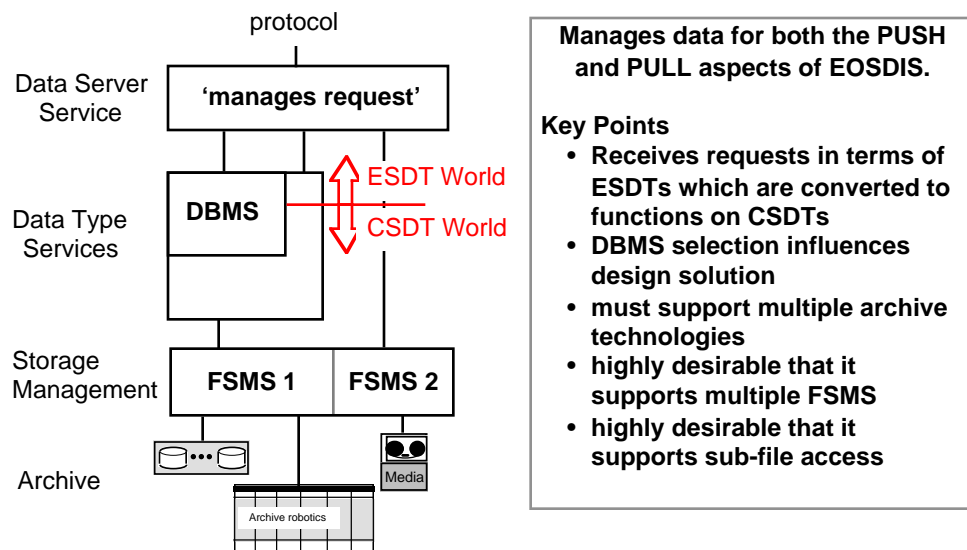 protocol
Data Server
Service
‘manages request’
ESDT World
DBMS
CSDT World
Data Type
Services
Storage
Management
FSMS 1
FSMS 2
Media
Archive
Archive robotics
Manages data for both the PUSH
and PULL aspects of EOSDIS.
Key Points
• Receives requests in terms of
ESDTs which are converted to
functions on CSDTs
• DBMS selection influences
design solution
• must support multiple archive
technologies
• highly desirable that it
supports multiple FSMS
• highly desirable that it
supports sub-file access